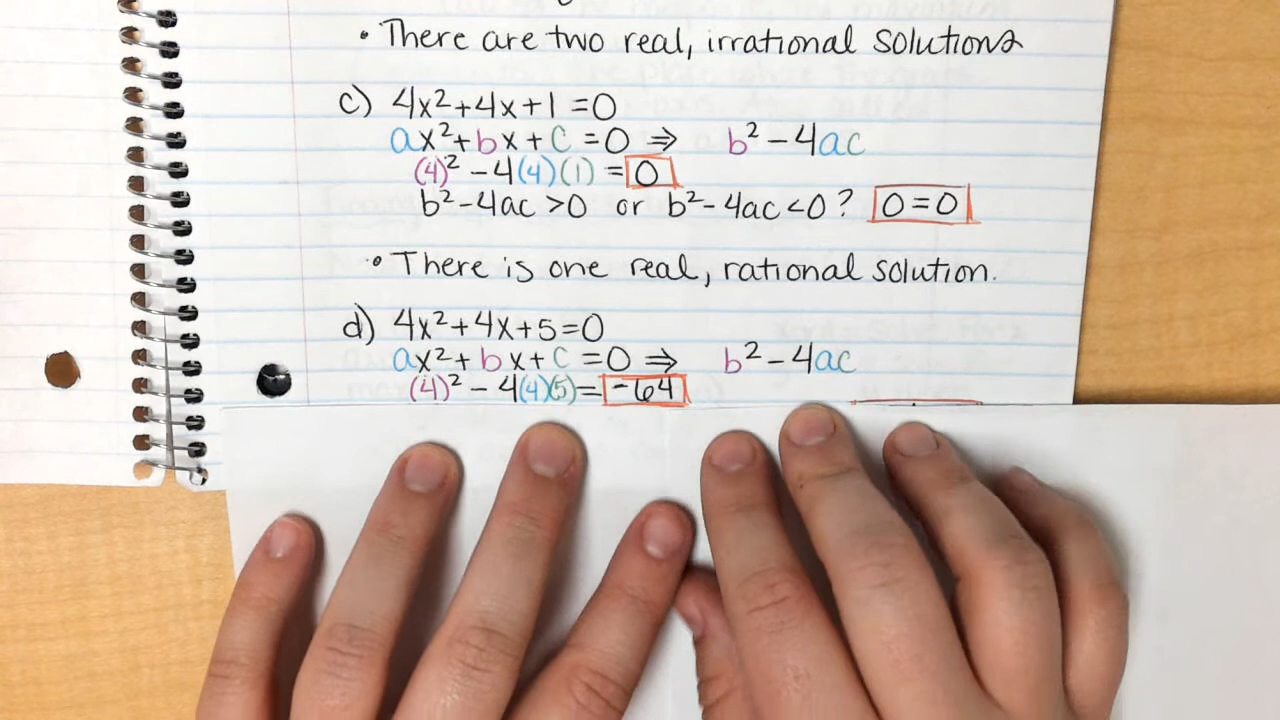 • There are two real, irrational solutions
c) 4x²+4x+1=0
ax²+bx+c=0 ⇒ b²-4ac
(4)²-4(4)(1)=0
b²-4ac>0 or b²-4ac<0? 0=0
• There is one real, rational solution.
d) 4x²+4x+5=0
ax²+bx+c=0 ⇒ b²-4ac
(4)²-4(4)(5)=-64